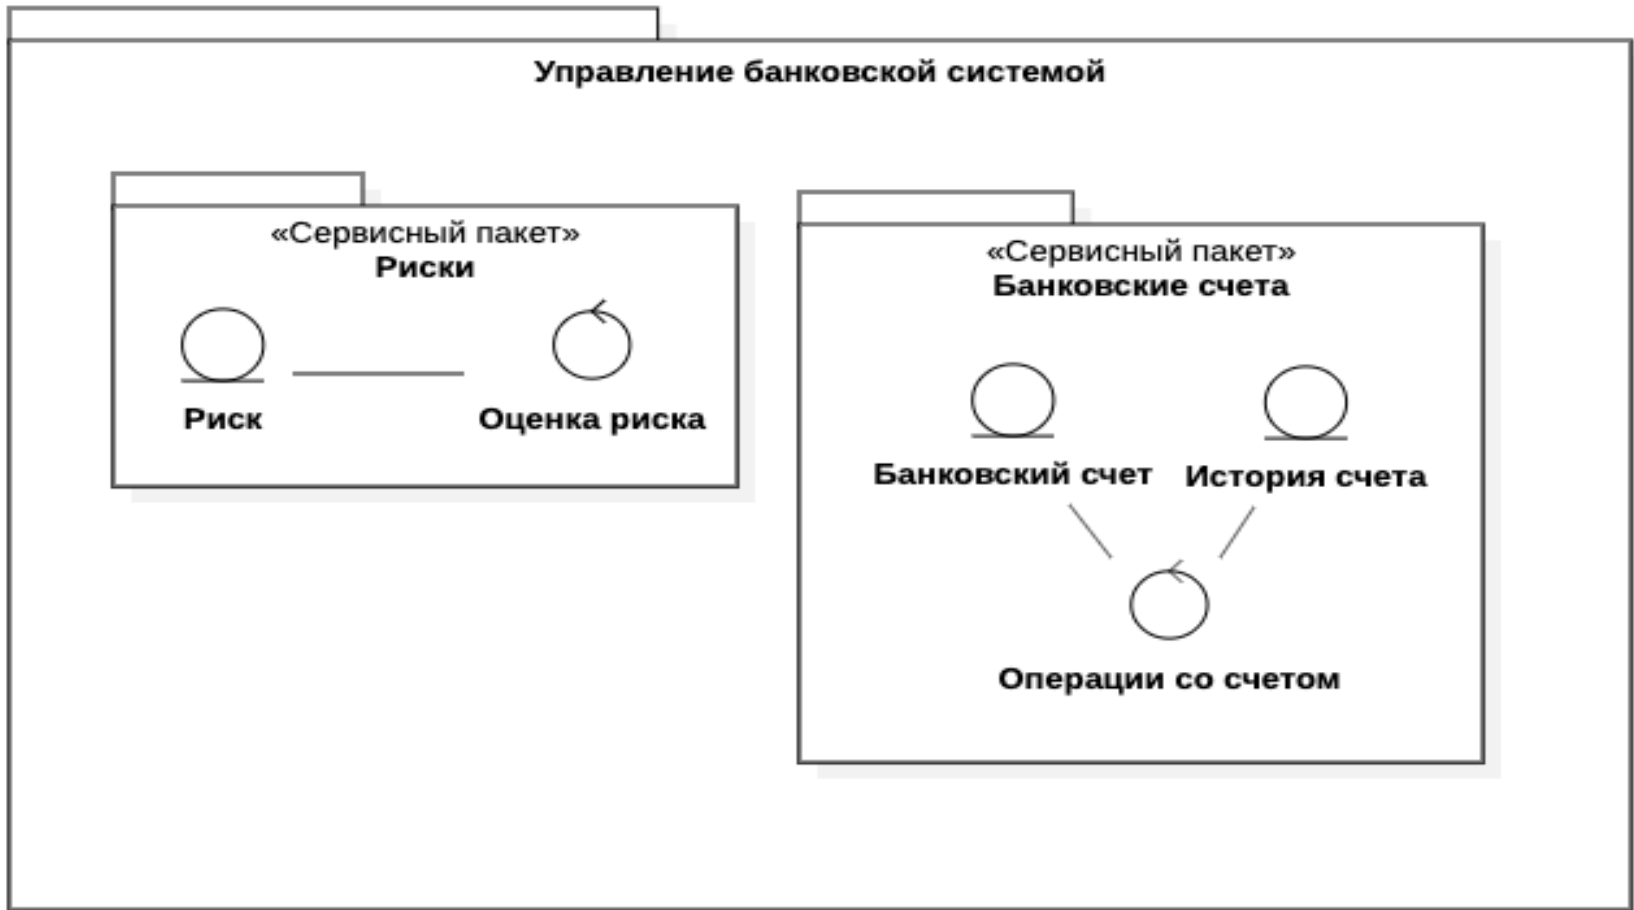 Управление банковской системой
«Сервисный пакет»
Риски
Риск
Оценка риска
«Сервисный пакет»
Банковские счета
Банковский счет
История счета
Операции со счетом